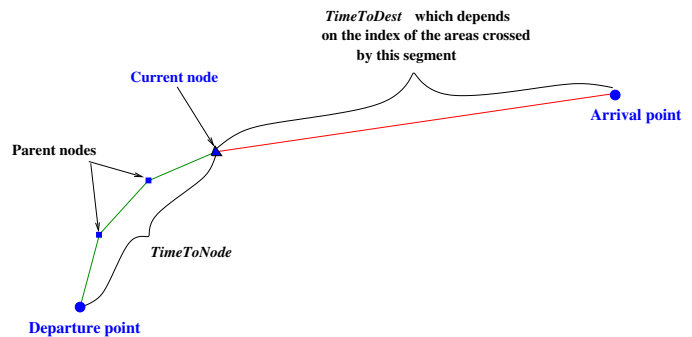 TimeToDest which depends
on the index of the areas crossed
by this segment
Current node
Arrival point
Parent nodes
TimeToNode
Departure point